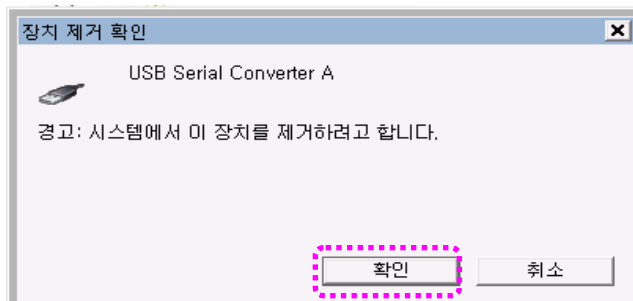 장치 제거 확인
USB Serial Converter A
경고: 시스템에서 이 장치를 제거하려고 합니다.
확인
취소